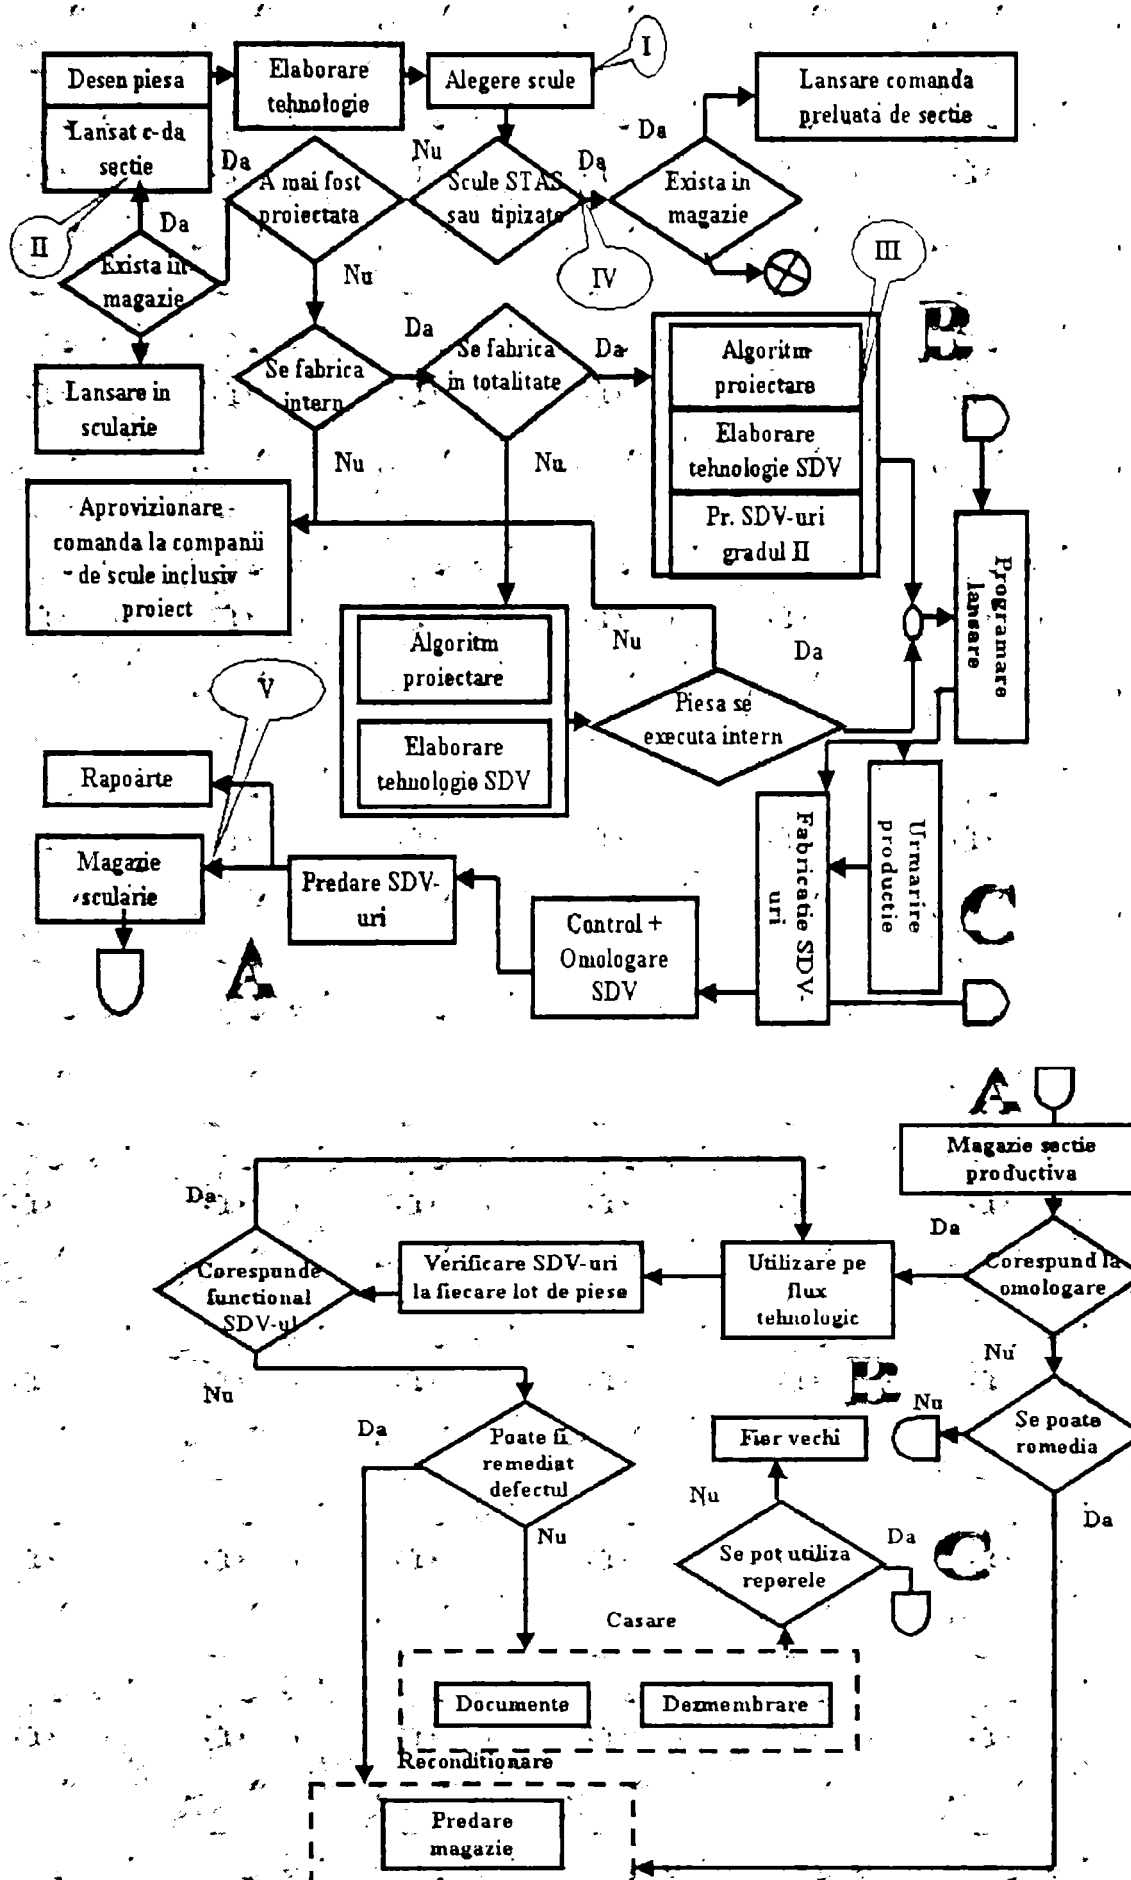 I
Desen piesa
Elaborare
tehnologie
Alegere scule
Lansare comanda
preluata de sectie
Lansat c-da
sectie
Da
A mai fost
proiectata
Nu
Scule STAS
sau tipizate
Da
Da
Exista in
magazie
II
Da
Exista in
magazie
Nu
IV
III
B
Lansare in
scularie
Se fabrica
intern
Da
Se fabrica
in totalitate
Da
Algoritm
proiectare
Elaborare
tehnologie SDV
Pr. SDV-uri
gradul II
Nu
Nu
Aprovizionare -
comanda la companii
de scule inclusiv
proiect
Programare
lansare
Algoritm
proiectare
Elaborare
tehnologie SDV
Nu
Da
Piesa se
executa intern
V
Rapoarte
Magazie
scularie
Predare SDV-
uri
Control +
Omologare
SDV
Fabricatie SDV-
uri
Urmarire
productie
C
A
A
Magazie sectie
productiva
Da
Da
Corespunde
functional
SDV-ul
Verificare SDV-uri
la fiecare lot de piese
Utilizare pe
flux
tehnologic
Corespund la
omologare
Nu
Nu
B
Nu
Se poate
remedia
Da
Poate fi
remediat
defectul
Fier vechi
Nu
Nu
Da
Da
C
Se pot utiliza
reperele
Casare
Documente
Dezmembrare
Reconditionare
Predare
magazie